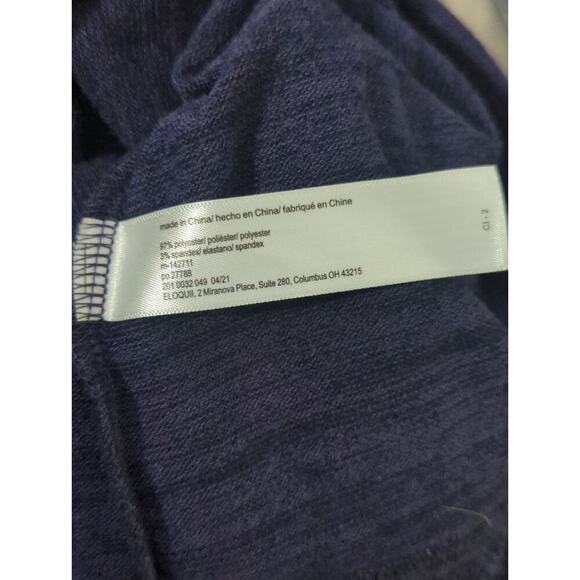 made in China/ hecho en China/ fabriqué en Chine
97% polyester/ poliéster/ polyester
3% spandex/ elastano/ spandex
m-142711
po 27788
201 0032 049 04/21
ELOQUII, 2 Miranova Place, Suite 280, Columbus OH 43215
CI - 2